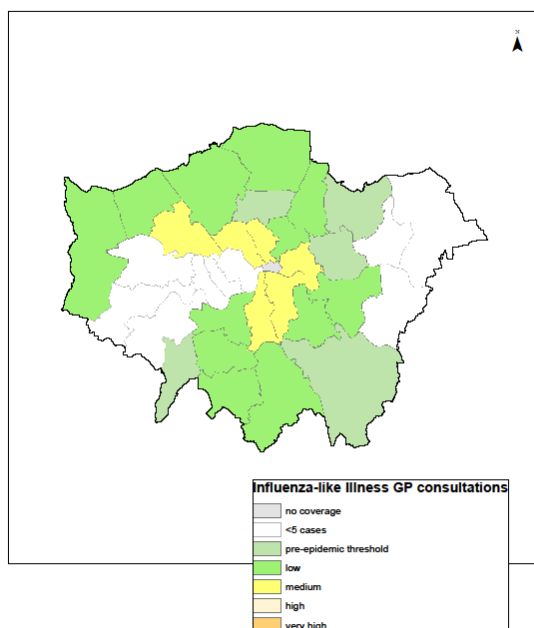 N
Influenza-like Illness GP consultations
no coverage
<5 cases
pre-epidemic threshold
low
medium
high
very high